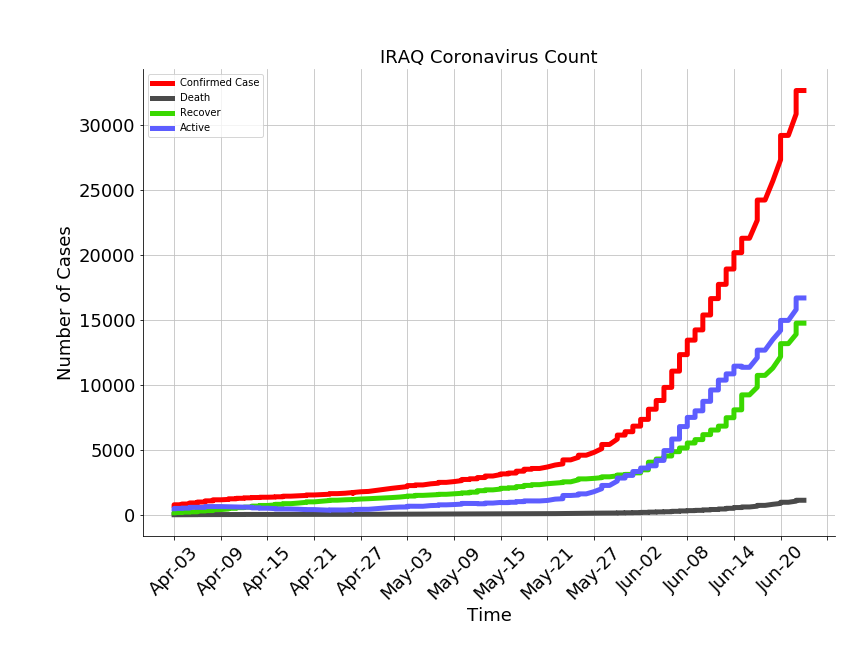 IRAQ Coronavirus Count
Confirmed Case
Death
Recover
Active
Number of Cases
30000
25000
20000
15000
10000
5000
0
Apr-03
Apr-09
Apr-15
Apr-21
Apr-27
May-03
May-09
May-15
May-21
May-27
Jun-02
Jun-08
Jun-14
Jun-20
Time